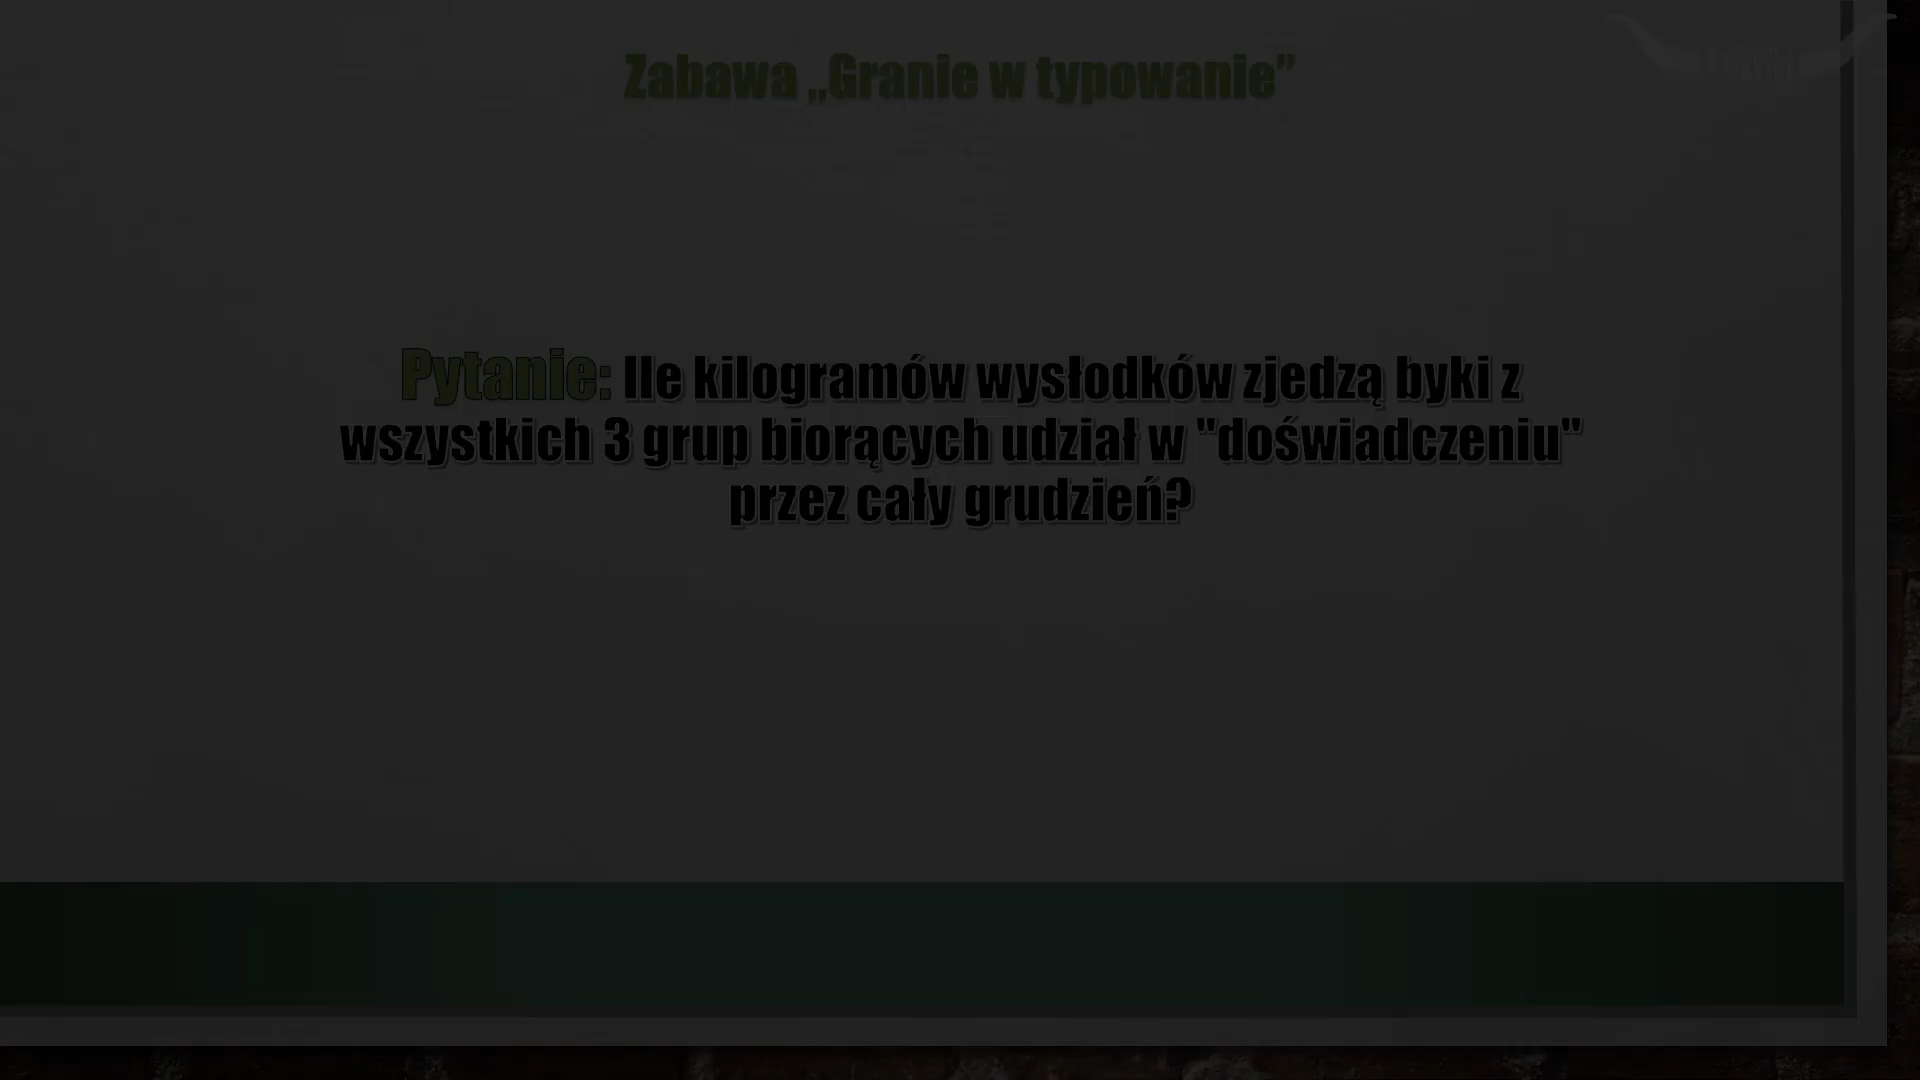 Zabawa „Granie w typowanie”
Pytanie: Ile kilogramów wysłodków zjedzą byki z
wszystkich 3 grup biorących udział w "doświadczeniu"
przez cały grudzień?